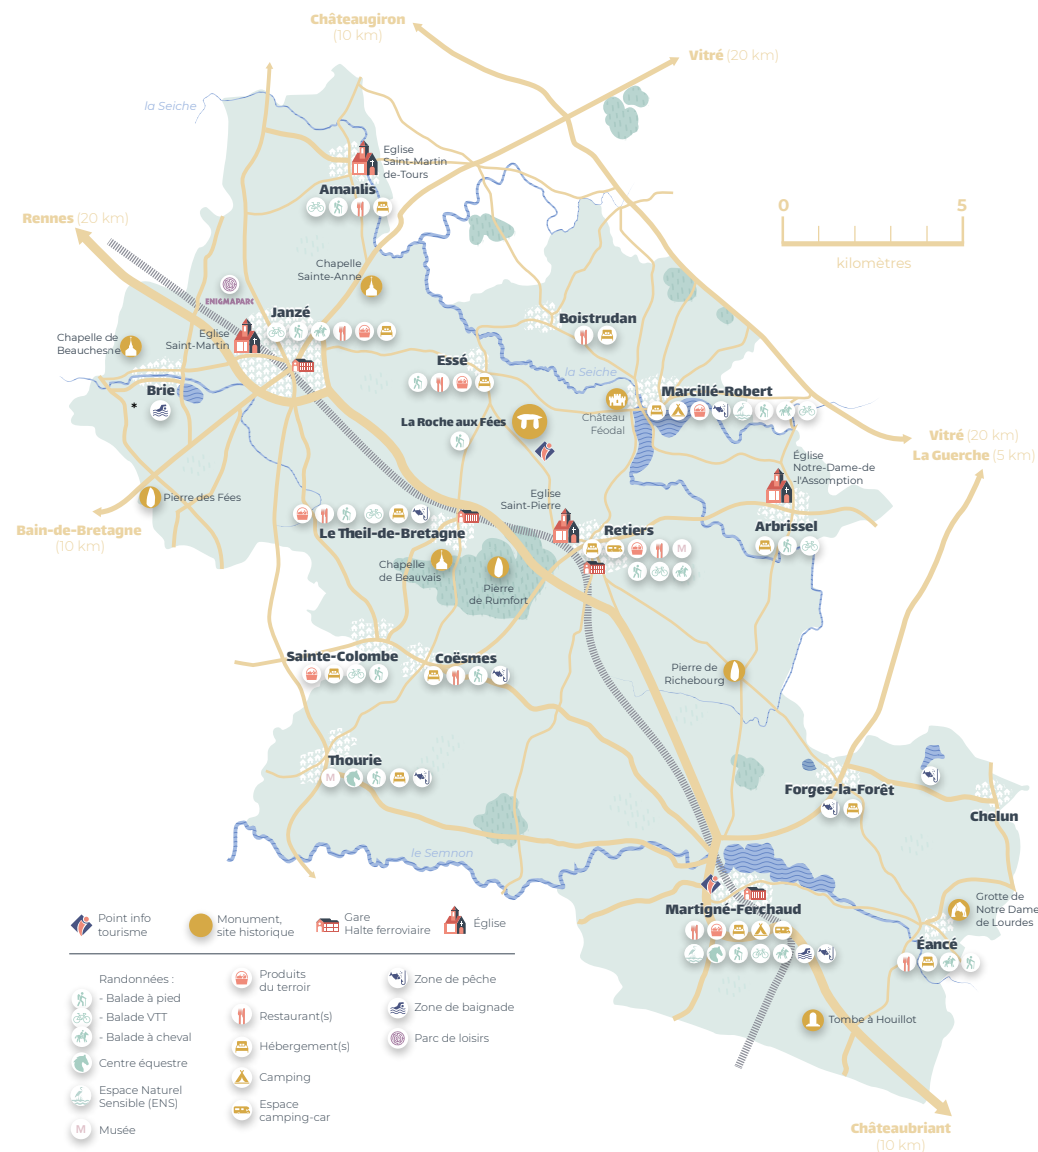 Châteaugiron
(10 km)
Vitré (20 km)
la Seiche
Eglise
Saint-Martin
de-Tours
Amanlis
Rennes (20 km)
0
5
kilomètres
Chapelle
Sainte-Anne
ENIGMAPARC
Janzé
Eglise
Saint-Martin
Chapelle de
Beauchesne
Boistrudan
Essé
la Seiche
Brie
*
Marcillé-Robert
Château
Féodal
La Roche aux Fées
Vitré (20 km)
La Guerche (5 km)
Église
Notre-Dame-de
-l'Assomption
Pierre des Fées
Eglise
Saint-Pierre
Bain-de-Bretagne
(10 km)
Le Theil-de-Bretagne
Retiers
M
Arbrissel
Chapelle
de Beauvais
Pierre
de Rumfort
Sainte-Colombe
Coësmes
Pierre de
Richebourg
Thourie
M
Forges-la-Forêt
Chelun
le Semnon
Martigné-Ferchaud
Grotte de
Notre Dame
de Lourdes
Éancé
Tombe à Houillot
Châteaubriant
(10 km)
Point info
tourisme
Monument,
site historique
Gare
Halte ferroviaire
Église
Randonnées :
- Balade à pied
- Balade VTT
- Balade à cheval
Centre équestre
Espace Naturel
Sensible (ENS)
M
Musée
Produits
du terroir
Restaurant(s)
Hébergement(s)
Camping
Espace
camping-car
Zone de pêche
Zone de baignade
Parc de loisirs